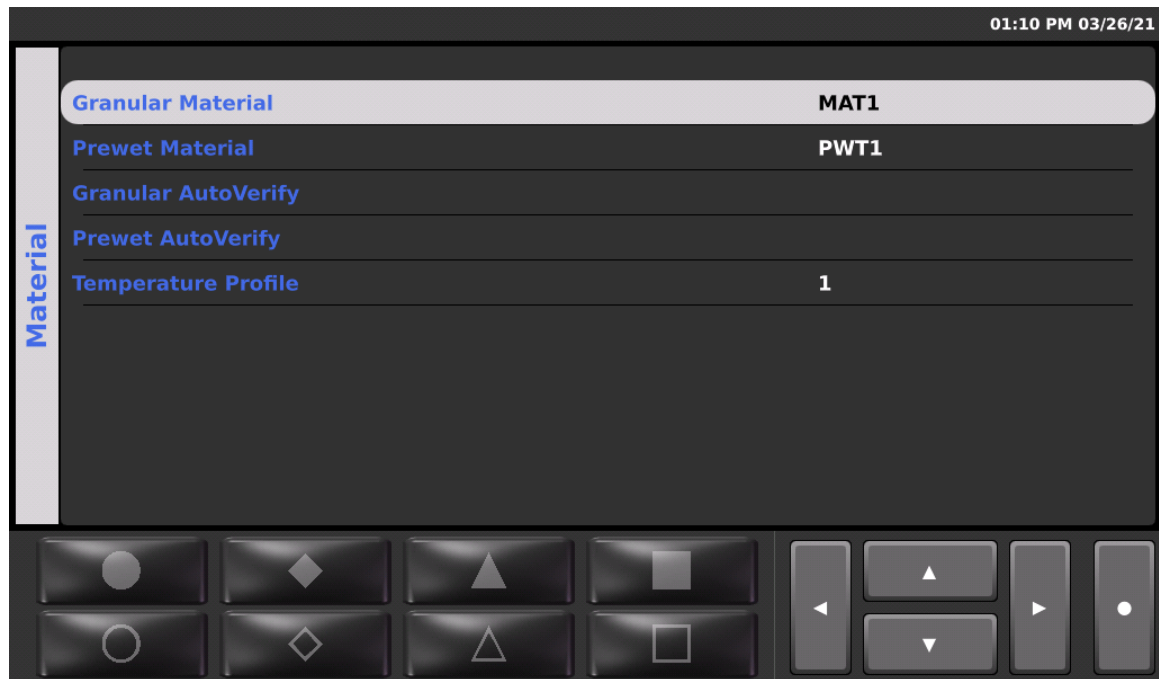 01:10 PM 03/26/21
Material
Granular Material MAT1
Prewet Material PWT1
Granular AutoVerify
Prewet AutoVerify
Temperature Profile 1